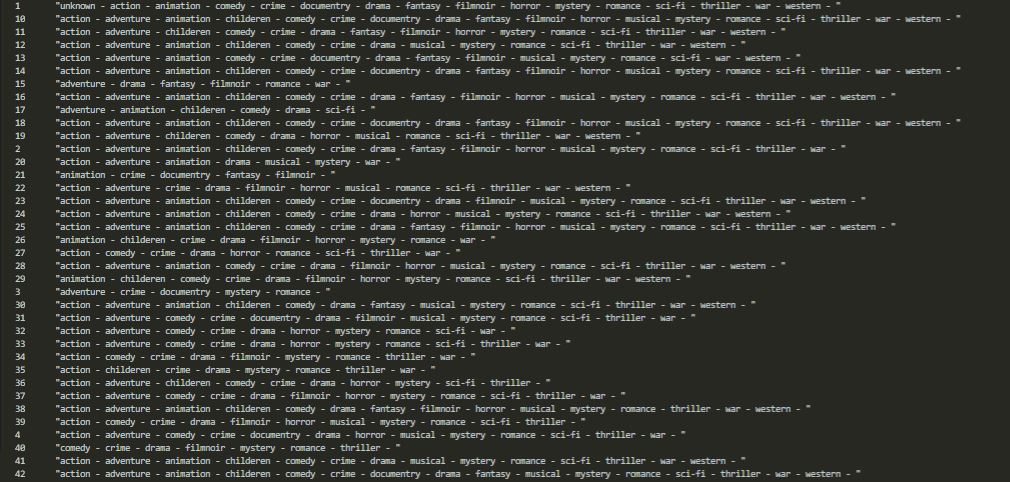 1 "unknown - action - animation - comedy - crime - documentry - drama - fantasy - filmnoir - horror - mystery - romance - sci-fi - thriller - war - western - "
10 "action - adventure - animation - childeren - comedy - crime - documentry - drama - fantasy - filmnoir - horror - musical - mystery - romance - sci-fi - thriller - war - western - "
11 "action - adventure - childeren - comedy - crime - drama - fantasy - filmnoir - horror - mystery - romance - sci-fi - thriller - war - western - "
12 "action - adventure - animation - childeren - comedy - crime - drama - musical - mystery - romance - sci-fi - thriller - war - western - "
13 "action - adventure - animation - comedy - crime - documentry - drama - fantasy - filmnoir - musical - mystery - romance - sci-fi - war - western - "
14 "action - adventure - animation - childeren - comedy - crime - documentry - drama - fantasy - filmnoir - horror - musical - mystery - romance - sci-fi - thriller - war - western - "
15 "adventure - drama - fantasy - filmnoir - romance - war - "
16 "action - adventure - animation - childeren - comedy - crime - drama - fantasy - filmnoir - horror - musical - mystery - romance - sci-fi - thriller - war - western - "
17 "adventure - animation - childeren - comedy - drama - sci-fi - "
18 "action - adventure - animation - childeren - comedy - crime - documentry - drama - fantasy - filmnoir - horror - musical - mystery - romance - sci-fi - thriller - war - western - "
19 "action - adventure - childeren - comedy - drama - horror - musical - romance - sci-fi - thriller - war - western - "
2 "action - adventure - animation - childeren - comedy - crime - drama - fantasy - filmnoir - horror - musical - mystery - romance - sci-fi - thriller - war - "
20 "action - adventure - animation - drama - musical - mystery - war - "
21 "animation - crime - documentry - fantasy - filmnoir - "
22 "action - adventure - crime - drama - filmnoir - horror - musical - romance - sci-fi - thriller - war - western - "
23 "action - adventure - animation - childeren - comedy - crime - documentry - drama - filmnoir - musical - mystery - romance - sci-fi - thriller - war - western - "
24 "action - adventure - animation - childeren - comedy - crime - drama - horror - musical - mystery - romance - sci-fi - thriller - war - western - "
25 "action - adventure - animation - childeren - comedy - crime - drama - fantasy - filmnoir - horror - musical - mystery - romance - sci-fi - thriller - war - western - "
26 "animation - childeren - crime - drama - filmnoir - horror - mystery - romance - war - "
27 "action - comedy - crime - drama - horror - romance - sci-fi - thriller - war - "
28 "action - adventure - animation - comedy - crime - drama - filmnoir - horror - musical - mystery - romance - sci-fi - thriller - war - western - "
29 "animation - childeren - comedy - crime - drama - filmnoir - horror - mystery - romance - sci-fi - thriller - war - western - "
3 "adventure - crime - documentry - mystery - romance - "
30 "action - adventure - animation - childeren - comedy - drama - fantasy - musical - mystery - romance - sci-fi - thriller - war - western - "
31 "action - adventure - comedy - crime - documentry - drama - filmnoir - musical - mystery - romance - sci-fi - thriller - war - "
32 "action - adventure - comedy - crime - drama - horror - mystery - romance - sci-fi - war - "
33 "action - adventure - comedy - crime - drama - horror - mystery - romance - sci-fi - thriller - war - "
34 "action - comedy - crime - drama - filmnoir - mystery - romance - thriller - war - "
35 "action - childeren - crime - drama - mystery - romance - thriller - war - "
36 "action - adventure - childeren - comedy - crime - drama - horror - mystery - sci-fi - thriller - "
37 "action - adventure - comedy - crime - drama - filmnoir - horror - mystery - romance - sci-fi - thriller - war - "
38 "action - adventure - animation - childeren - comedy - drama - fantasy - filmnoir - horror - musical - mystery - romance - thriller - war - western - "
39 "action - comedy - crime - drama - filmnoir - horror - musical - mystery - romance - sci-fi - thriller - "
4 "action - adventure - comedy - crime - documentry - drama - horror - musical - mystery - romance - sci-fi - thriller - war - "
40 "comedy - crime - drama - filmnoir - mystery - romance - thriller - "
41 "action - adventure - animation - childeren - comedy - crime - drama - musical - mystery - romance - sci-fi - thriller - war - western - "
42 "action - adventure - animation - childeren - comedy - crime - documentry - drama - fantasy - musical - mystery - romance - sci-fi - thriller - war - western - "